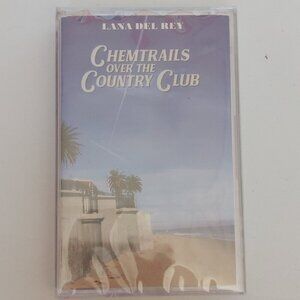 LANA DEL REY
CHEMTRAILS
OVER THE
COUNTRY CLUB